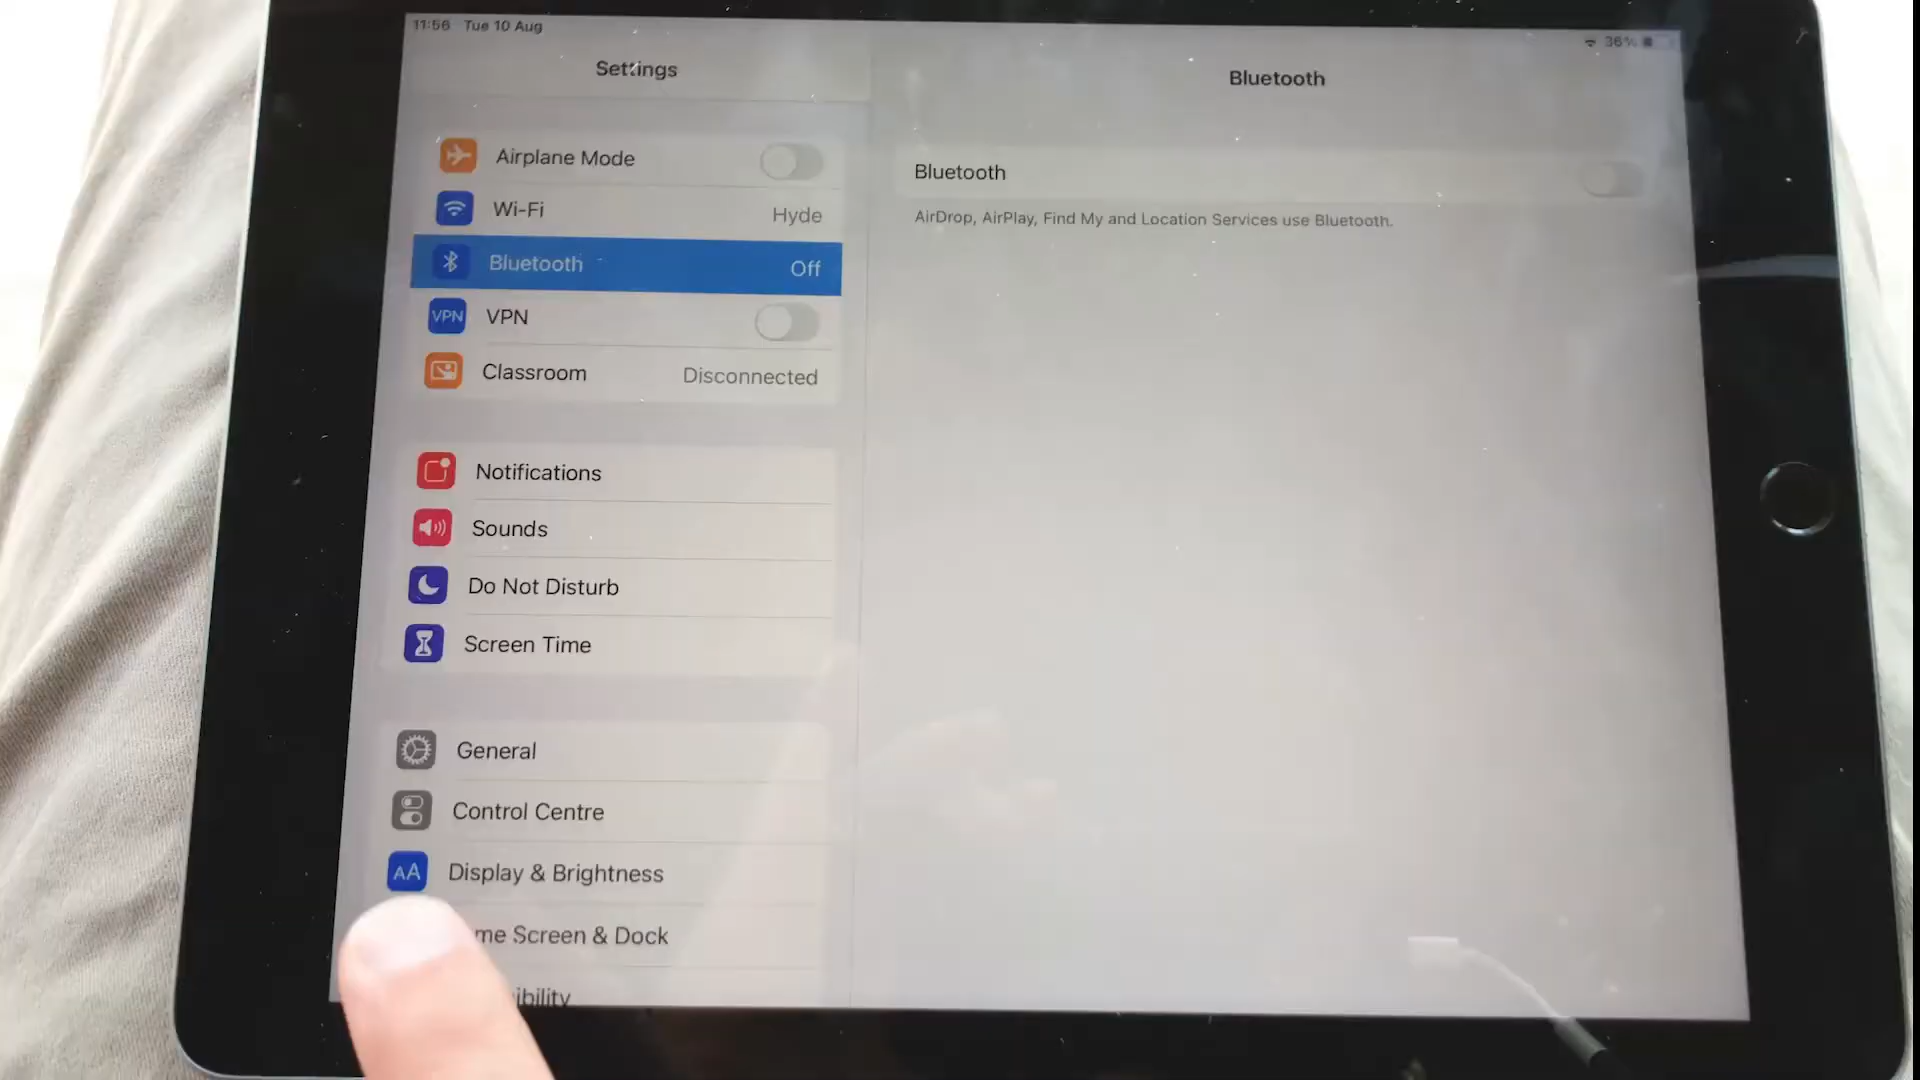 11:56 Tue 10 Aug
36%
Settings
Bluetooth
Airplane Mode
Wi-Fi
Hyde
Bluetooth
Off
VPN
VPN
Classroom
Disconnected
Notifications
Sounds
Do Not Disturb
Screen Time
General
Control Centre
AA
Display & Brightness
me Screen & Dock
ibility
Bluetooth
AirDrop, AirPlay, Find My and Location Services use Bluetooth.